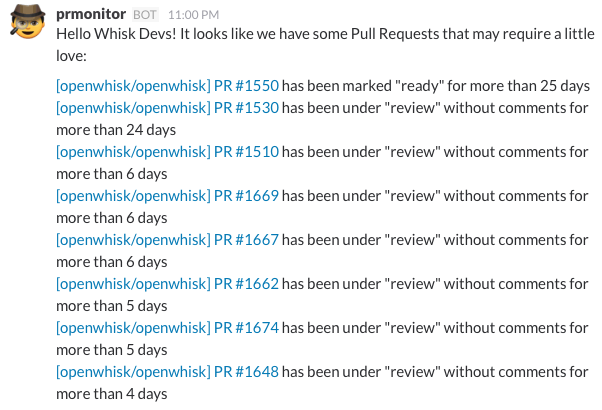 prmonitor BOT 11:00 PM
Hello Whisk Devs! It looks like we have some Pull Requests that may require a little
love:
[openwhisk/openwhisk] PR #1550 has been marked "ready" for more than 25 days
[openwhisk/openwhisk] PR #1530 has been under "review" without comments for
more than 24 days
[openwhisk/openwhisk] PR #1510 has been under "review" without comments for
more than 6 days
[openwhisk/openwhisk] PR #1669 has been under "review" without comments for
more than 6 days
[openwhisk/openwhisk] PR #1667 has been under "review" without comments for
more than 6 days
[openwhisk/openwhisk] PR #1662 has been under "review" without comments for
more than 5 days
[openwhisk/openwhisk] PR #1674 has been under "review" without comments for
more than 5 days
[openwhisk/openwhisk] PR #1648 has been under "review" without comments for
more than 4 days